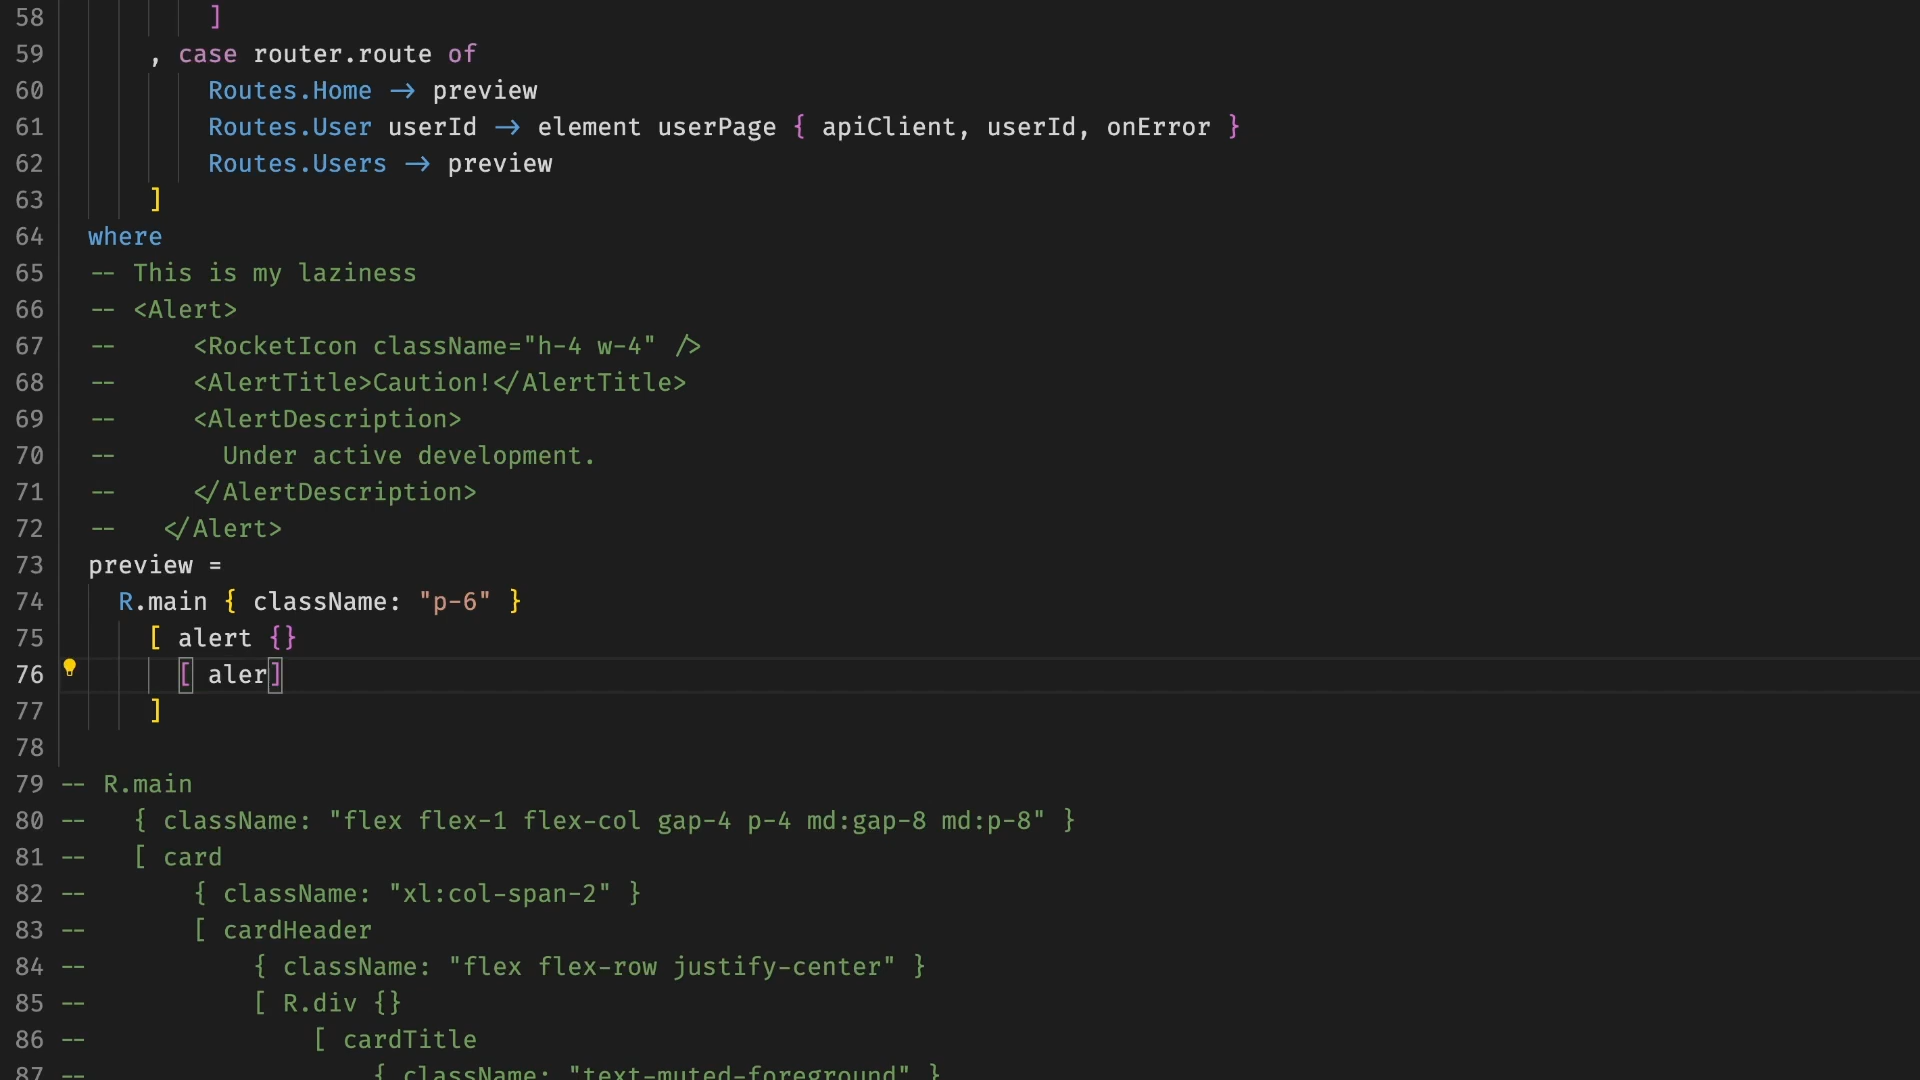 58 ]
59 , case router.route of
60 Routes.Home → preview
61 Routes.User userId → element userPage { apiClient, userId, onError }
62 Routes.Users → preview
63 ]
64 where
65 -- This is my laziness
66 -- <Alert>
67 -- <RocketIcon className="h-4 w-4" />
68 -- <AlertTitle>Caution!</AlertTitle>
69 -- <AlertDescription>
70 -- Under active development.
71 -- </AlertDescription>
72 -- </Alert>
73 preview =
74 R.main { className: "p-6" }
75 [ alert {}
76 [ aler]
77 ]
78
79 -- R.main
80 -- { className: "flex flex-1 flex-col gap-4 p-4 md:gap-8 md:p-8" }
81 -- [ card
82 -- { className: "xl:col-span-2" }
83 -- [ cardHeader
84 -- { className: "flex flex-row justify-center" }
85 -- [ R.div {}
86 -- [ cardTitle
87 -- { className: "text-muted-foreground" }